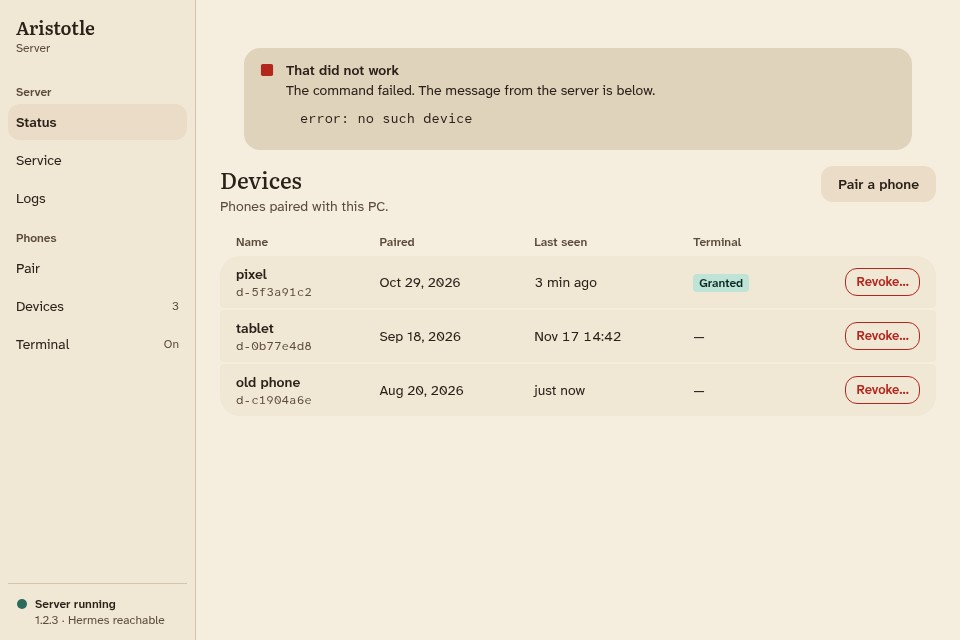 Aristotle
Server
Server
Status
Service
Logs
Phones
Pair
Devices 3
Terminal On
Server running
1.2.3 · Hermes reachable
That did not work
The command failed. The message from the server is below.
error: no such device
Devices
Phones paired with this PC.
Pair a phone
Name Paired Last seen Terminal
pixel
d-5f3a91c2
Oct 29, 2026 3 min ago Granted Revoke…
tablet
d-0b77e4d8
Sep 18, 2026 Nov 17 14:42 — Revoke…
old phone
d-c1904a6e
Aug 20, 2026 just now — Revoke…